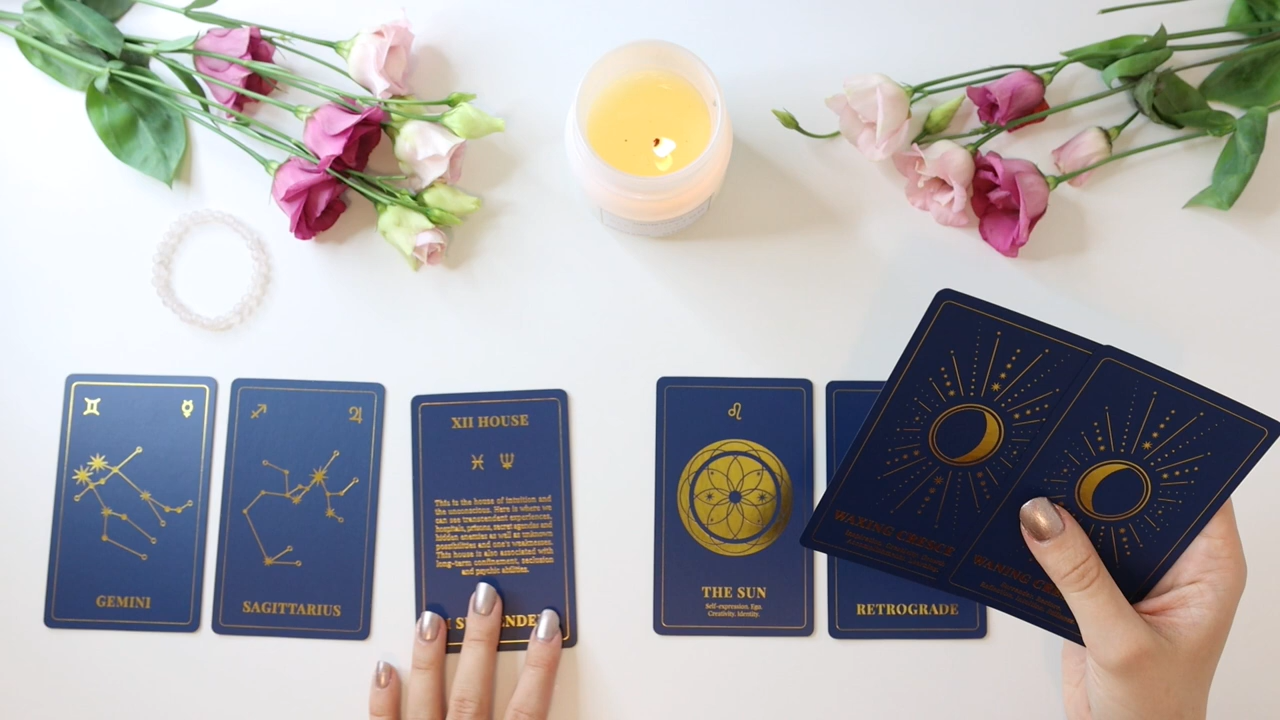 GEMINI
SAGITTARIUS
XII HOUSE
This is the house of intuition and
the unconscious. Here is where we
can see transcendent experiences,
hospitals, prisons, secret agendas and
hidden enemies as well as unknown
possibilities and one's weaknesses.
This house is also associated with
long-term confinement, seclusion
and psychic abilities.
I
THE SUN
Self-expression. Ego.
Creativity. Identity.
RETROGRADE
WAXING CRESCE
WANING CRE